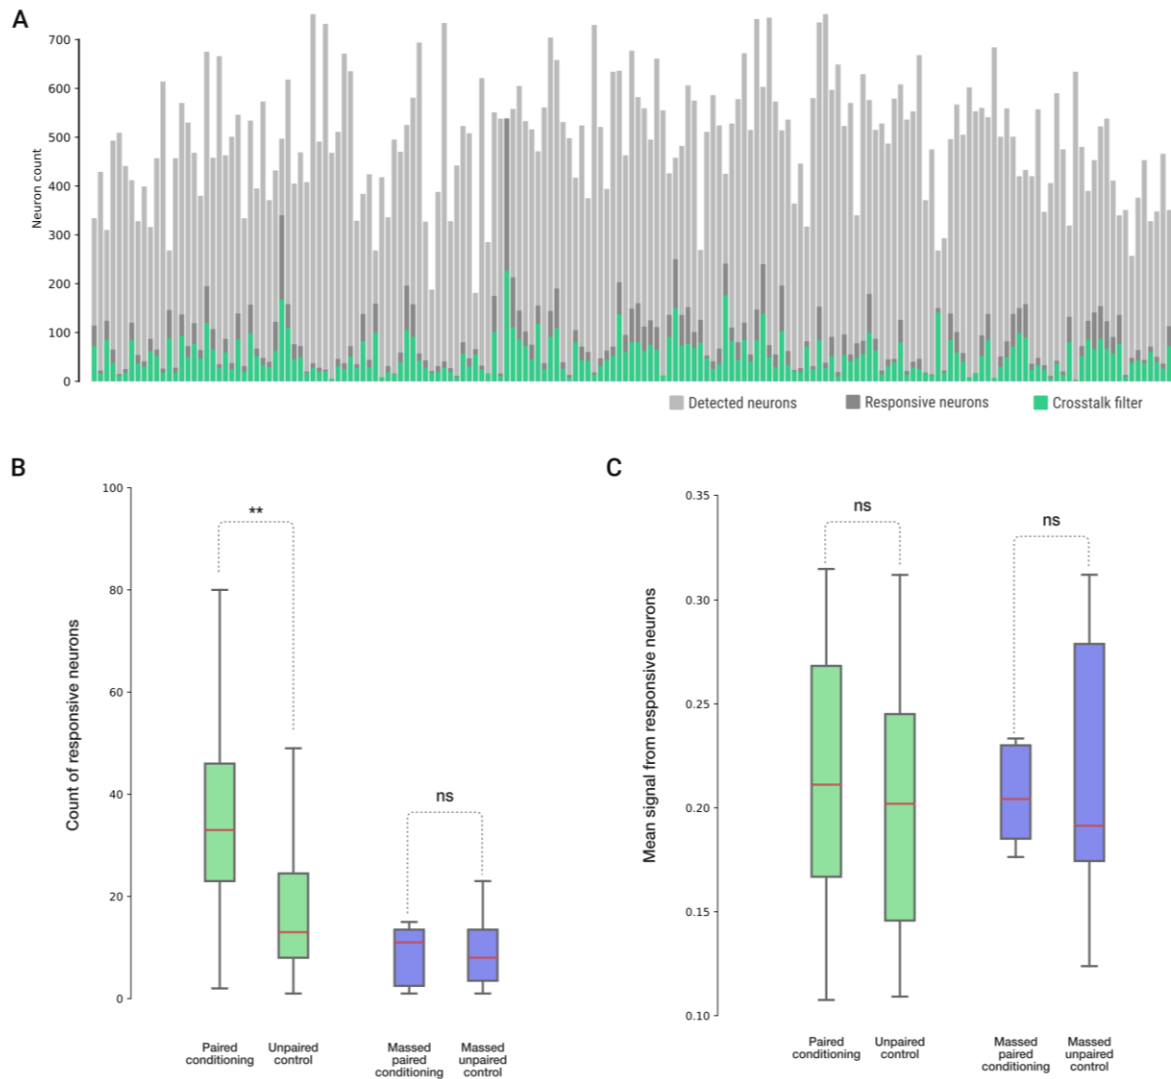 A
700
600
500
400
300
200
100
0
Neuron count
Detected neurons Responsive neurons Crosstalk filter
B
100
80
60
40
20
0
Count of responsive neurons
**
ns
Paired
conditioning
Unpaired
control
Massed
paired
conditioning
Massed
unpaired
control
C
0.35
0.30
0.25
0.20
0.15
0.10
Mean signal from responsive neurons
ns
ns
Paired
conditioning
Unpaired
control
Massed
paired
conditioning
Massed
unpaired
control